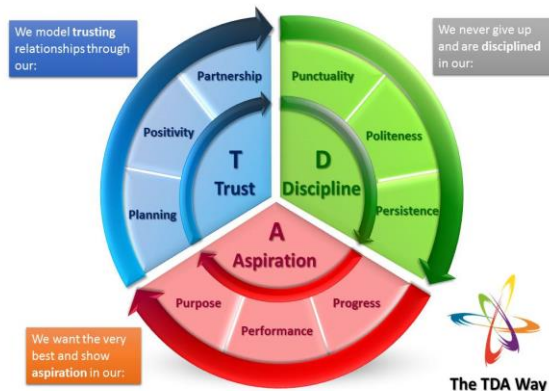 We model trusting
relationships through
our:
We never give up
and are disciplined
in our:
Partnership
Positivity
Planning
T
Trust
Punctuality
Politeness
Persistence
D
Discipline
A
Aspiration
Purpose
Performance
Progress
We want the very
best and show
aspiration in our:
The TDA Way